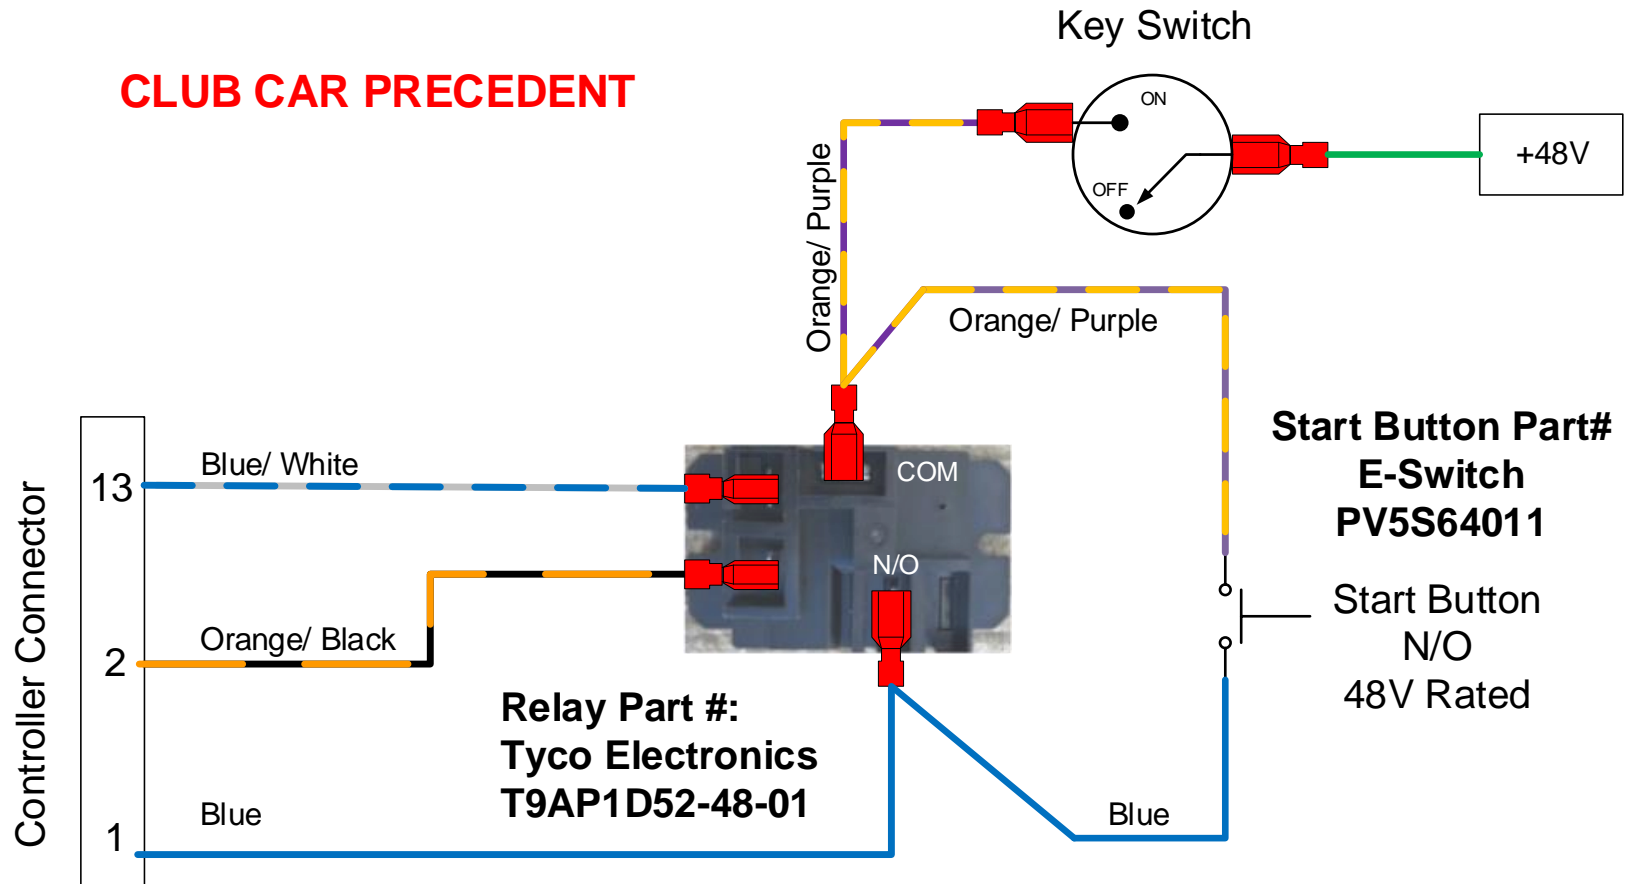 Key Switch
CLUB CAR PRECEDENT
ON
OFF
+48V
Orange/ Purple
Orange/ Purple
Start Button Part#
E-Switch
PV5S64011
Blue/ White
COM
13
N/O
Start Button
N/O
48V Rated
Orange/ Black
2
Controller Connector
Relay Part #:
Tyco Electronics
T9AP1D52-48-01
Blue
Blue
1